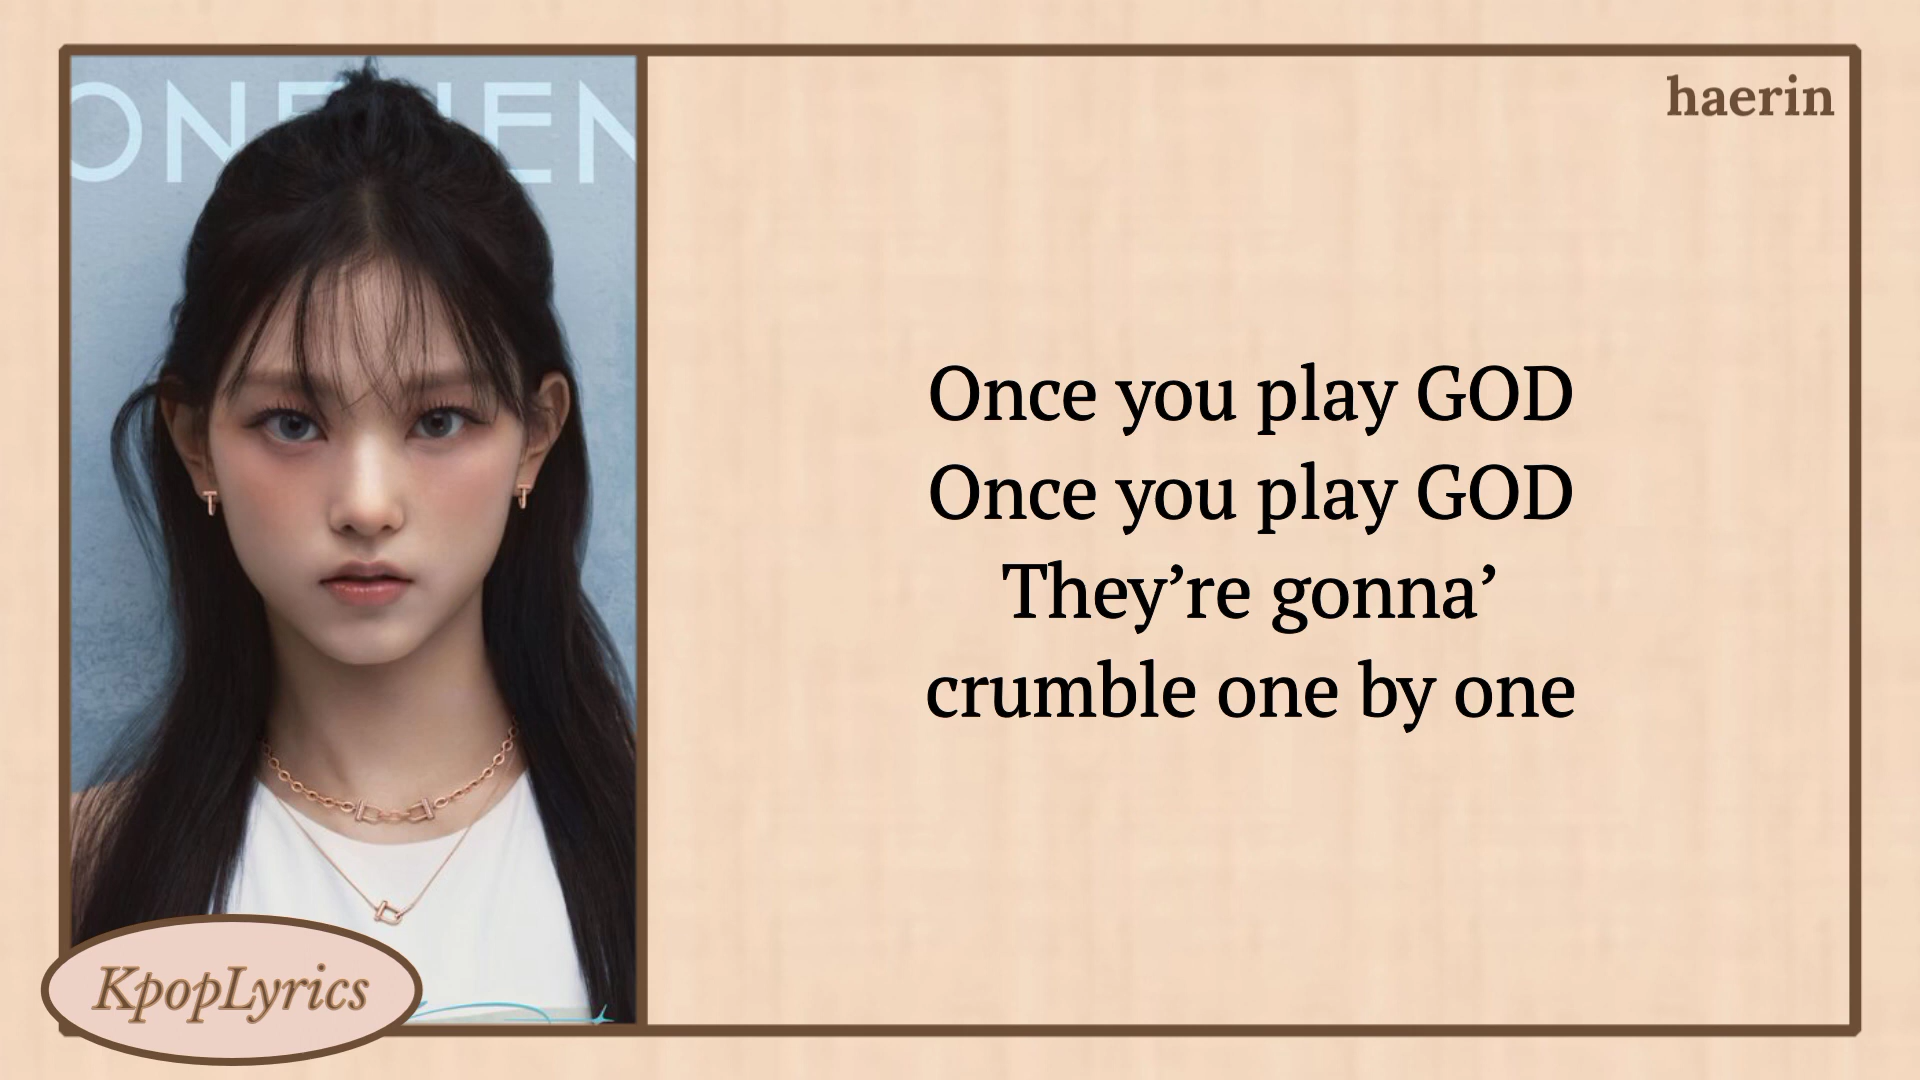 haerin
Once you play GOD
Once you play GOD
They’re gonna’
crumble one by one
KpopLyrics